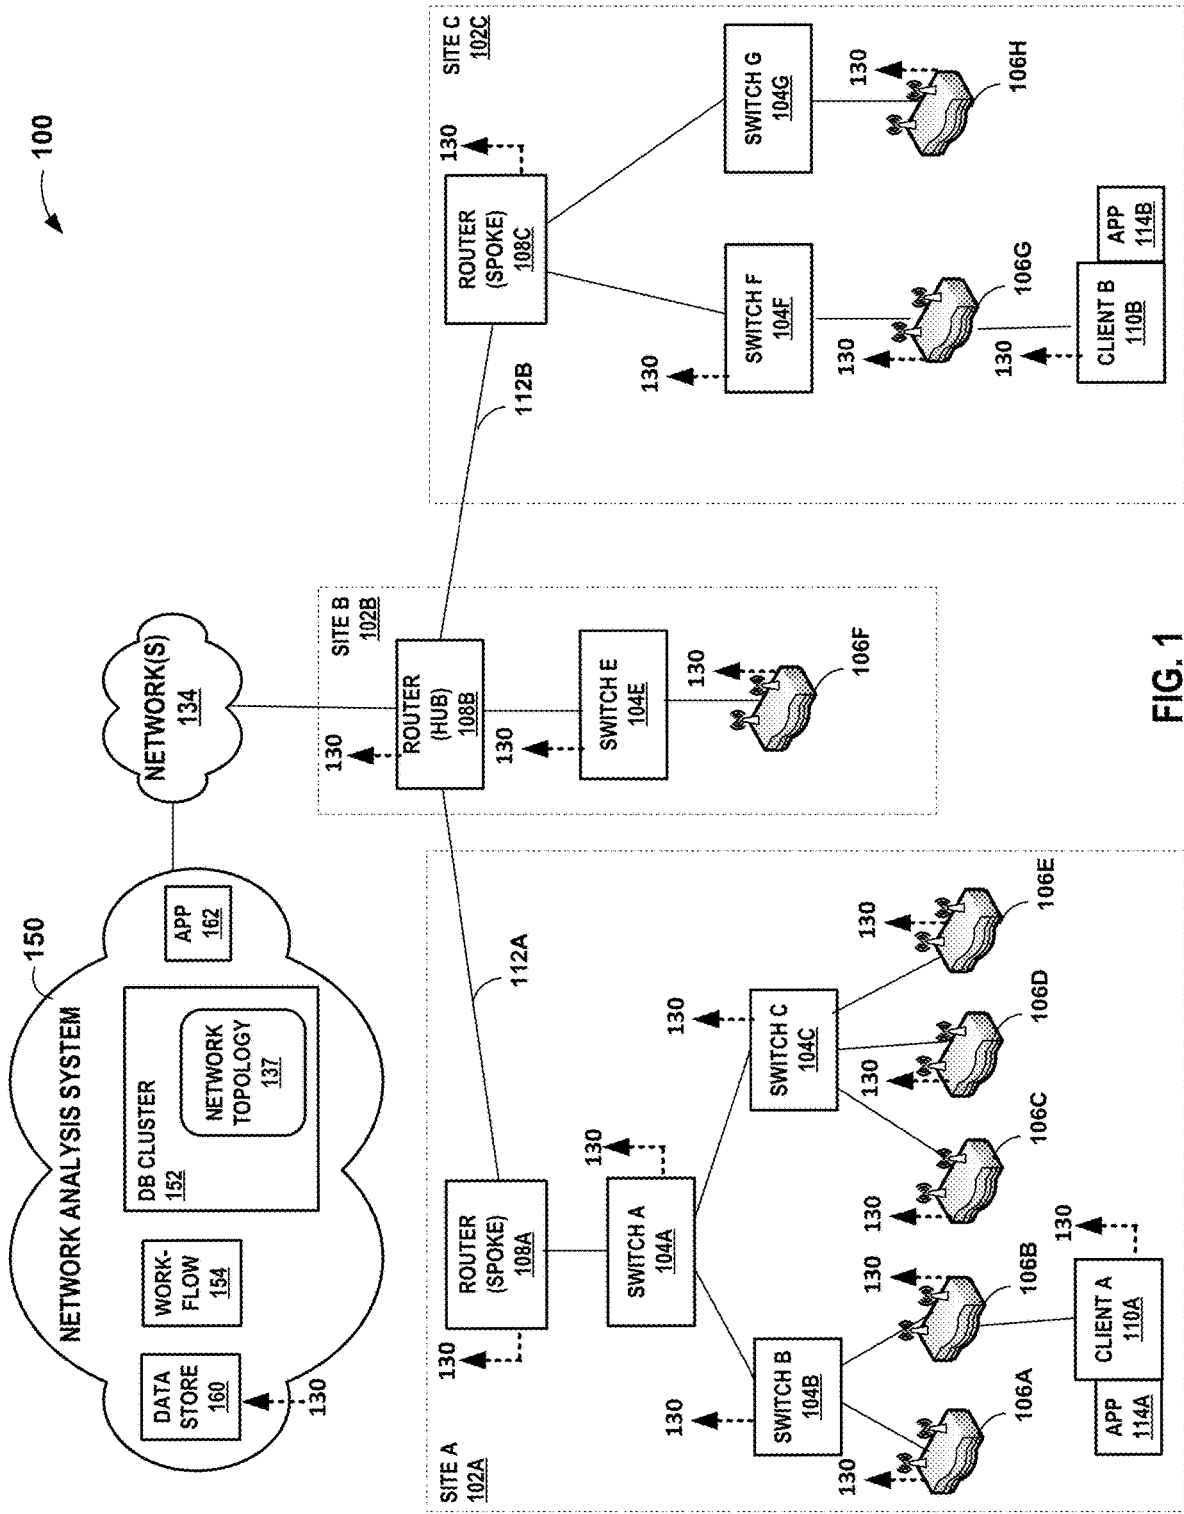 100
NETWORK ANALYSIS SYSTEM
150
DATA
STORE
160
130
WORK-
FLOW
154
DB CLUSTER
152
NETWORK
TOPOLOGY
137
APP
162
NETWORK(S)
134
SITE A
102A
130
ROUTER
(SPOKE)
108A
112A
SWITCH A
104A
130
130
SWITCH B
104B
130
SWITCH C
104C
130
106A
130
106B
130
106C
130
106D
130
106E
APP
114A
CLIENT A
110A
130
SITE B
102B
130
ROUTER
(HUB)
108B
130
SWITCH E
104E
130
106F
112B
SITE C
102C
ROUTER
(SPOKE)
108C
130
130
SWITCH F
104F
SWITCH G
104G
130
106G
130
106H
130
CLIENT B
110B
APP
114B
FIG. 1